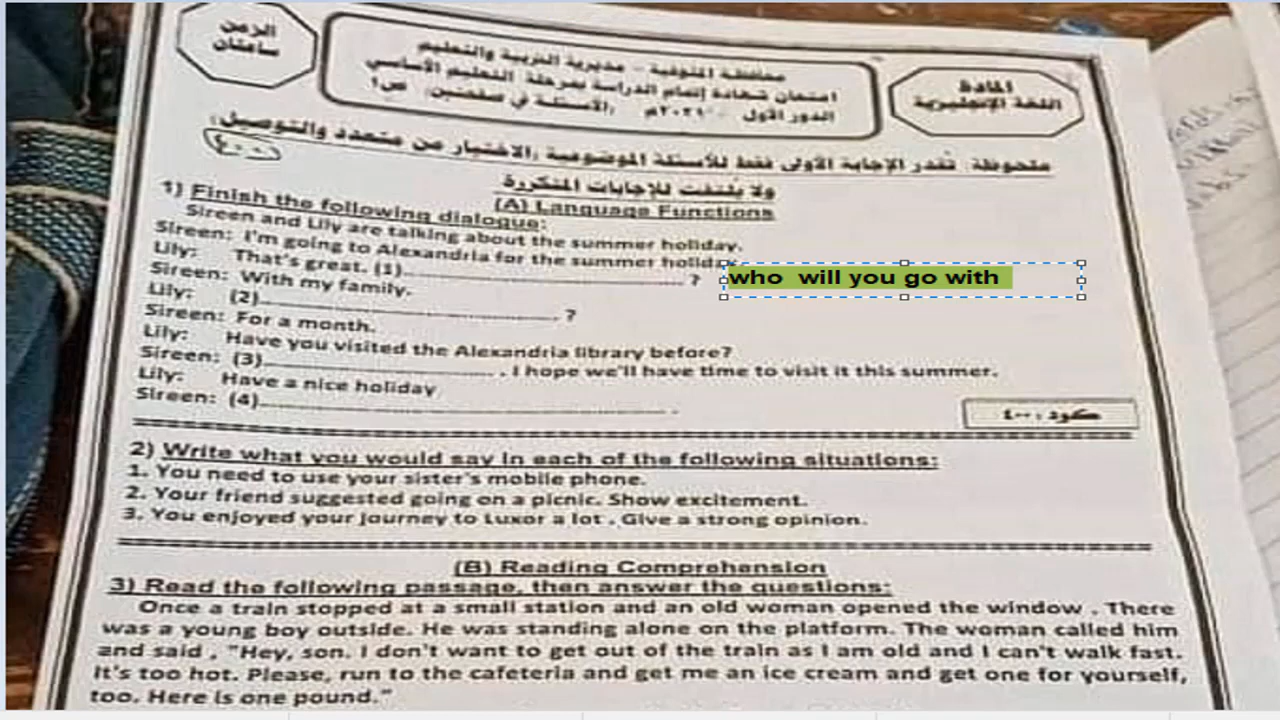 الزمن
ساعتان
محافظة المنوفية - مديرية التربية والتعليم
امتحان شهادة إتمام الدراسة بمرحلة التعليم الأساسي
الدور الأول - ٢٠٢١م (الأسئلة في صفحتين) ص١
المادة
اللغة الإنجليزية
ملحوظة: تُقدر الإجابة الأولى فقط للأسئلة الموضوعية (الاختيار من متعدد والتوصيل)
ولا يُلتفت للإجابات المتكررة
٤٠٠
(A) Language Functions
1) Finish the following dialogue:
Sireen and Lily are talking about the summer holiday.
Sireen: I'm going to Alexandria for the summer holiday.
Lily: That's great. (1)........................................ ?
who will you go with
Sireen: With my family.
Lily: (2)............................................. ?
Sireen: For a month.
Lily: Have you visited the Alexandria library before?
Sireen: (3)................................... . I hope we'll have time to visit it this summer.
Lily: Have a nice holiday
Sireen: (4)............................................................ .
كود : ٤٠٠
2) Write what you would say in each of the following situations:
1. You need to use your sister's mobile phone.
2. Your friend suggested going on a picnic. Show excitement.
3. You enjoyed your journey to Luxor a lot . Give a strong opinion.
(B) Reading Comprehension
3) Read the following passage, then answer the questions:
Once a train stopped at a small station and an old woman opened the window . There
was a young boy outside. He was standing alone on the platform. The woman called him
and said , "Hey, son. I don't want to get out of the train as I am old and I can't walk fast.
It's too hot. Please, run to the cafeteria and get me an ice cream and get one for yourself,
too. Here is one pound."